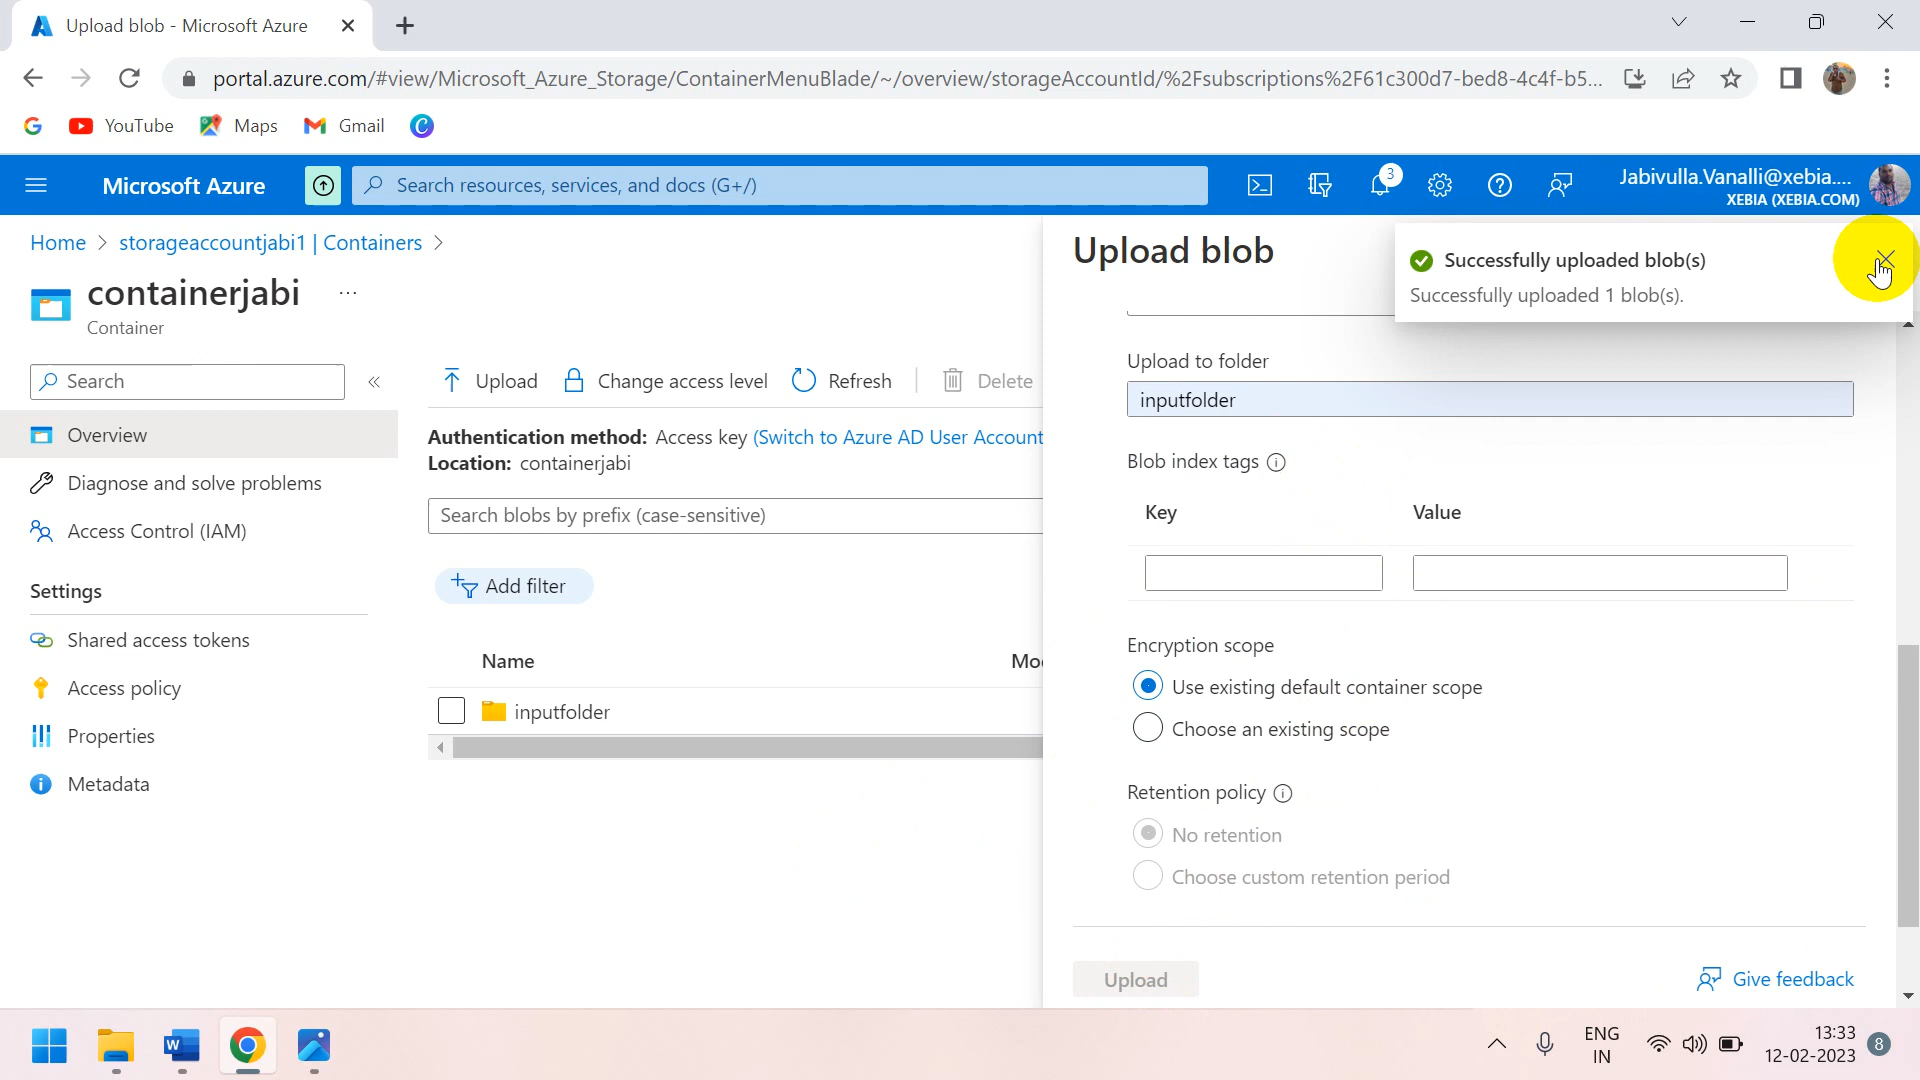 Upload blob - Microsoft Azure
portal.azure.com/#view/Microsoft_Azure_Storage/ContainerMenuBlade/~/overview/storageAccountId/%2Fsubscriptions%2F61c300d7-bed8-4c4f-b5...
YouTube
Maps
Gmail
Microsoft Azure
Search resources, services, and docs (G+/)
3
Jabivulla.Vanalli@xebia....
XEBIA (XEBIA.COM)
Home > storageaccountjabi1 | Containers >
containerjabi ...
Container
Search
«
Overview
Diagnose and solve problems
Access Control (IAM)
Settings
Shared access tokens
Access policy
Properties
Metadata
Upload
Change access level
Refresh
Delete
Authentication method: Access key (Switch to Azure AD User Account
Location: containerjabi
Search blobs by prefix (case-sensitive)
Add filter
Name
Mo
inputfolder
Upload blob
Successfully uploaded blob(s)
Successfully uploaded 1 blob(s).
Upload to folder
inputfolder
Blob index tags
Key
Value
Encryption scope
Use existing default container scope
Choose an existing scope
Retention policy
No retention
Choose custom retention period
Upload
Give feedback
ENG
IN
13:33
12-02-2023
8